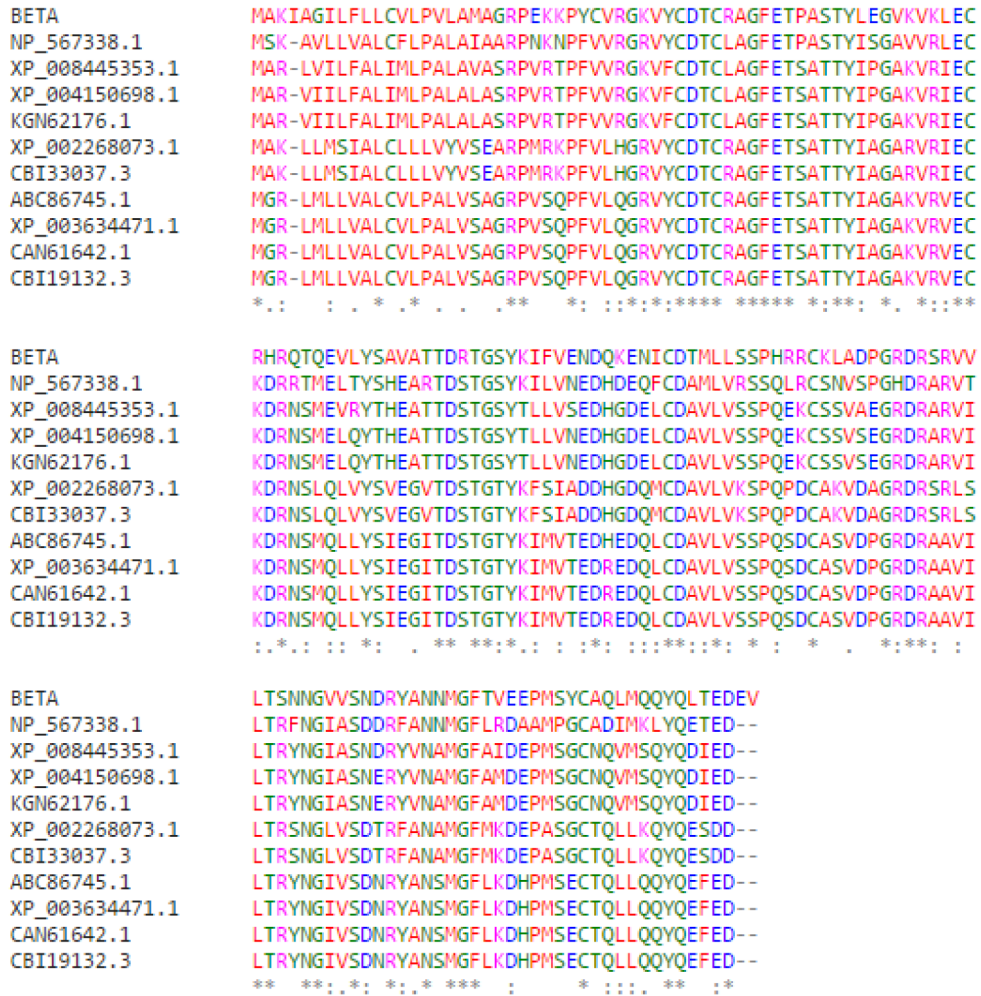 BETA MAKIAGILFLLCVLPVLAMAGRPEKKPYCVRGKVYCDTCRAGFETPASTYLEGVKVKLEC
NP_567338.1 MSK-AVLLVALCFLPALAIAARPNKNPFVVRGRVYCDTCLAGFETPASTYISGAVVRLEC
XP_008445353.1 MAR-LVILFALIMLPALAVASRPVRTPFVVRGKVFCDTCLAGFETSATTYIPGAKVRIEC
XP_004150698.1 MAR-VIILFALIMLPALALASRPVRTPFVVRGKVFCDTCLAGFETSATTYIPGAKVRIEC
KGN62176.1 MAR-VIILFALIMLPALALASRPVRTPFVVRGKVFCDTCLAGFETSATTYIPGAKVRIEC
XP_002268073.1 MAK-LLMSIALCLLLVYVSEARPMRKPFVLHGRVYCDTCRAGFETSATTYIAGARVRIEC
CBI33037.3 MAK-LLMSIALCLLLVYVSEARPMRKPFVLHGRVYCDTCRAGFETSATTYIAGARVRIEC
ABC86745.1 MGR-LMLLVALCVLPALVSAGRPVSQPFVLQGRVYCDTCRAGFETSATTYIAGAKVRVEC
XP_003634471.1 MGR-LMLLVALCVLPALVSAGRPVSQPFVLQGRVYCDTCRAGFETSATTYIAGAKVRVEC
CAN61642.1 MGR-LMLLVALCVLPALVSAGRPVSQPFVLQGRVYCDTCRAGFETSATTYIAGAKVRVEC
CBI19132.3 MGR-LMLLVALCVLPALVSAGRPVSQPFVLQGRVYCDTCRAGFETSATTYIAGAKVRVEC
*.:   : . * .* .  .**   *: ::*:*:**** ***** *:**: *. *::**
BETA RHRQTQEVLYSAVATTDRTGSYKIFVENDQKENICDTMLLSSPHRRCKLADPGRDRSRVV
NP_567338.1 KDRRTMELTYSHEARTDSTGSYKILVNEDHDEQFCDAMLVRSSQLRCSNVSPGHDRARVT
XP_008445353.1 KDRNSMEVRYTHEATTDSTGSYTLLVSEDHGDELCDAVLVSSPQEKCSSVAEGRDRARVI
XP_004150698.1 KDRNSMELQYTHEATTDSTGSYTLLVNEDHGDELCDAVLVSSPQEKCSSVSEGRDRARVI
KGN62176.1 KDRNSMELQYTHEATTDSTGSYTLLVNEDHGDELCDAVLVSSPQEKCSSVSEGRDRARVI
XP_002268073.1 KDRNSLQLVYSVEGVTDSTGTYKFSIADDHGDQMCDAVLVKSPQPDCAKVDAGRDRSRLS
CBI33037.3 KDRNSLQLVYSVEGVTDSTGTYKFSIADDHGDQMCDAVLVKSPQPDCAKVDAGRDRSRLS
ABC86745.1 KDRNSMQLLYSIEGITDSTGTYKIMVTEDHEDQLCDAVLVSSPQSDCASVDPGRDRAAVI
XP_003634471.1 KDRNSMQLLYSIEGITDSTGTYKIMVTEDREDQLCDAVLVSSPQSDCASVDPGRDRAAVI
CAN61642.1 KDRNSMQLLYSIEGITDSTGTYKIMVTEDREDQLCDAVLVSSPQSDCASVDPGRDRAAVI
CBI19132.3 KDRNSMQLLYSIEGITDSTGTYKIMVTEDREDQLCDAVLVSSPQSDCASVDPGRDRAAVI
:.*.: :: *:  . ** **:*.: : :*: :::**::*: * :  *  .  *:**: :
BETA LTSNNGVVSNDRYANNMGFTVEEPMSYCAQLMQQYQLTEDEV
NP_567338.1 LTRFNGIASDDRFANNMGFLRDAAMPGCADIMKLYQETED--
XP_008445353.1 LTRYNGIASNDRYVNAMGFAIDEPMSGCNQVMSQYQDIED--
XP_004150698.1 LTRYNGIASNERYVNAMGFAMDEPMSGCNQVMSQYQDIED--
KGN62176.1 LTRYNGIASNERYVNAMGFAMDEPMSGCNQVMSQYQDIED--
XP_002268073.1 LTRSNGLVSDTRFANAMGFMKDEPASGCTQLLKQYQESDD--
CBI33037.3 LTRSNGLVSDTRFANAMGFMKDEPASGCTQLLKQYQESDD--
ABC86745.1 LTRYNGIVSDNRYANSMGFLKDHPMSECTQLLQQYQEFED--
XP_003634471.1 LTRYNGIVSDNRYANSMGFLKDHPMSECTQLLQQYQEFED--
CAN61642.1 LTRYNGIVSDNRYANSMGFLKDHPMSECTQLLQQYQEFED--
CBI19132.3 LTRYNGIVSDNRYANSMGFLKDHPMSECTQLLQQYQEFED--
**  **:.*: *:.* ***  :     * :::. **  :*